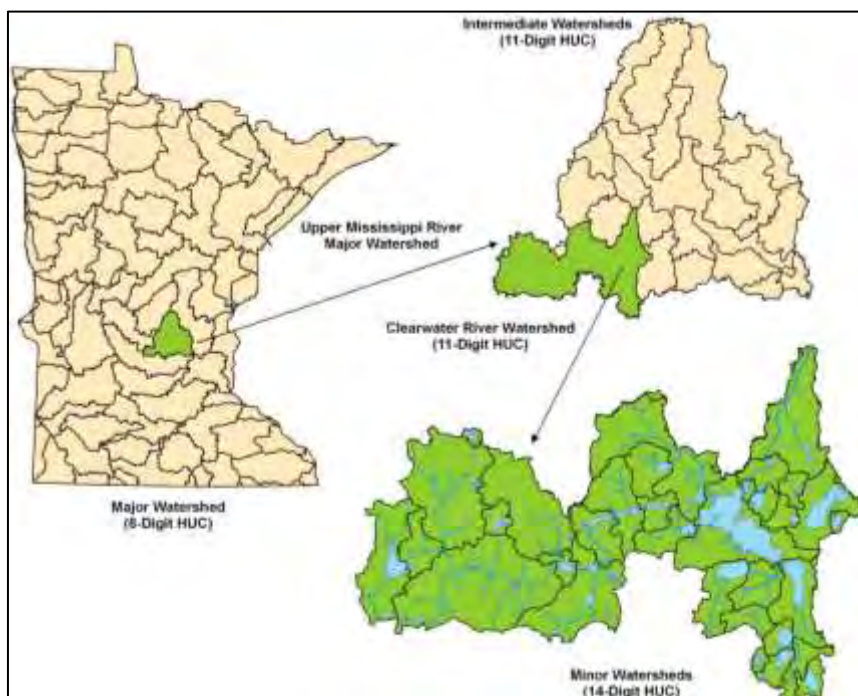 Intermediate Watersheds
(11-Digit HUC)
Upper Mississippi River
Major Watershed
Clearwater River Watershed
(11-Digit HUC)
Major Watershed
(8-Digit HUC)
Minor Watersheds
(14-Digit HUC)